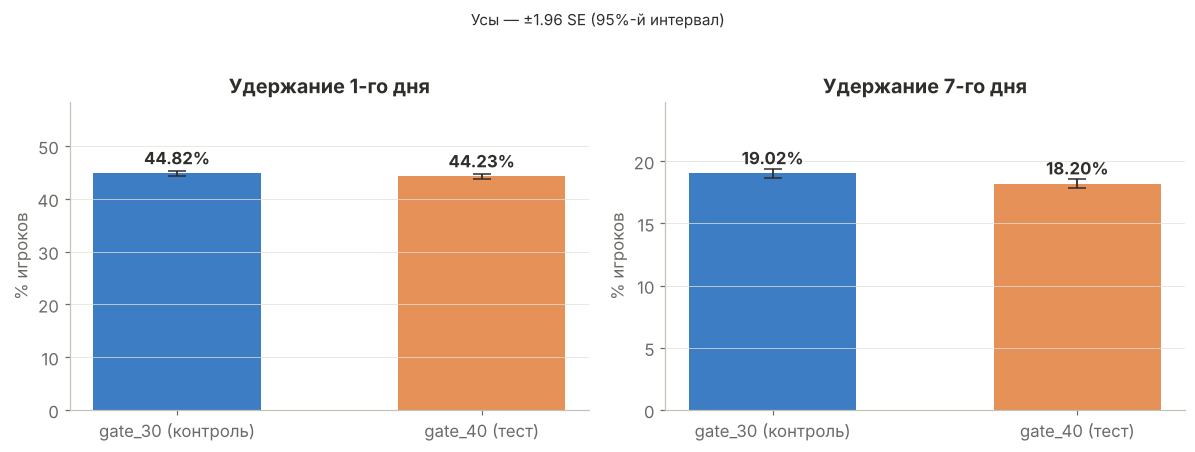 Усы — ±1.96 SE (95%-й интервал)
Удержание 1-го дня
% игроков
50
40
30
20
10
0
44.82%
44.23%
gate_30 (контроль)
gate_40 (тест)
Удержание 7-го дня
% игроков
20
15
10
5
0
19.02%
18.20%
gate_30 (контроль)
gate_40 (тест)